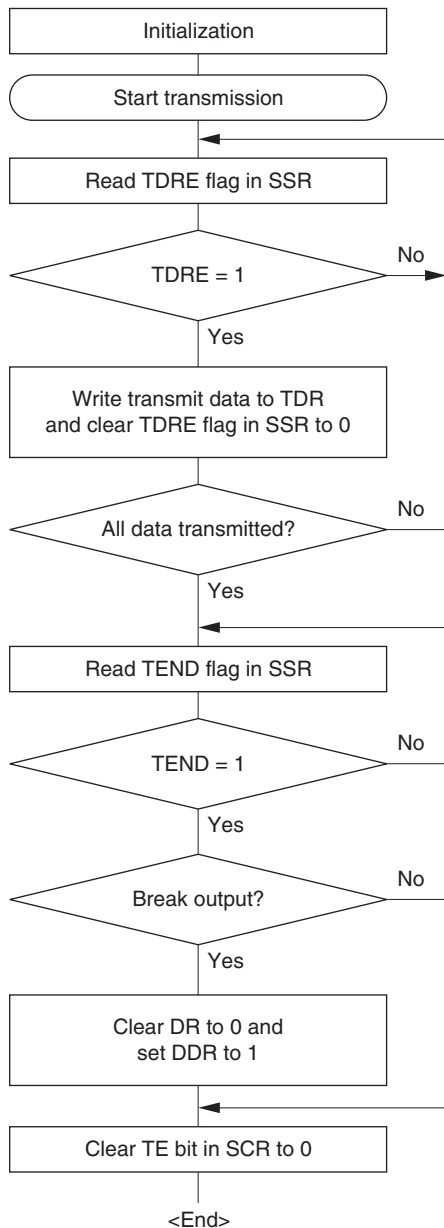 Initialization
Start transmission
Read TDRE flag in SSR
TDRE = 1
No
Yes
Write transmit data to TDR
and clear TDRE flag in SSR to 0
All data transmitted?
No
Yes
Read TEND flag in SSR
TEND = 1
No
Yes
Break output?
No
Yes
Clear DR to 0 and
set DDR to 1
Clear TE bit in SCR to 0
<End>